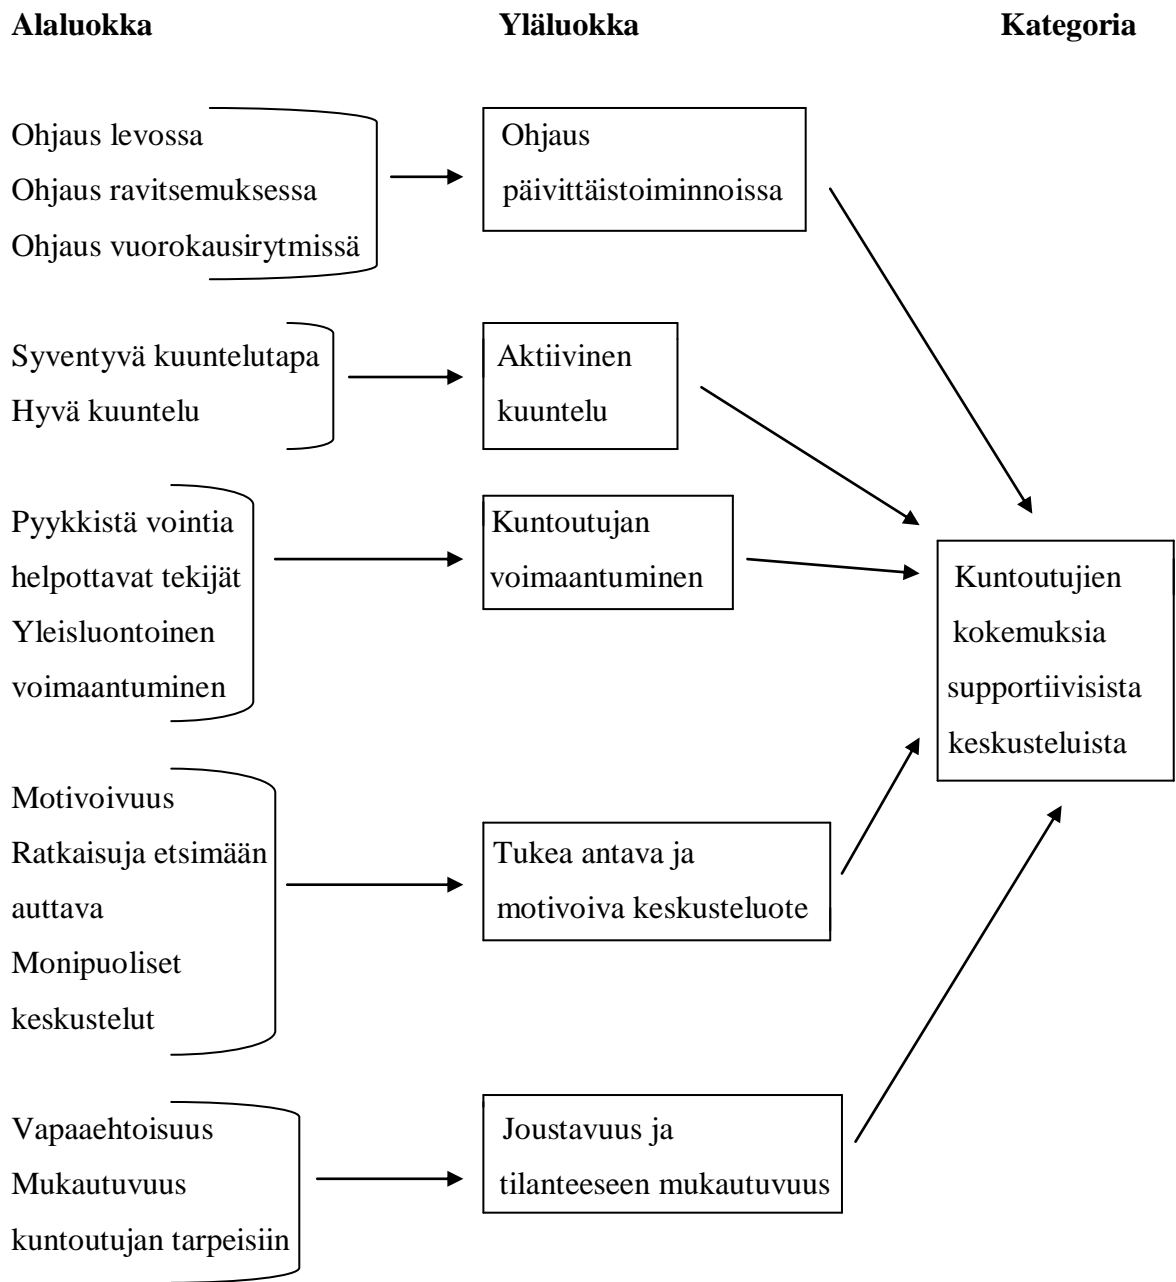 Alaluokka Yläluokka Kategoria
Ohjaus levossa
Ohjaus ravitsemuksessa
Ohjaus vuorokausirytmissä
Ohjaus
päivittäistoiminnoissa
Syventyvä kuuntelutapa
Hyvä kuuntelu
Aktiivinen
kuuntelu
Pyykkistä vointia
helpottavat tekijät
Yleisluontoinen
voimaantuminen
Kuntoutujan
voimaantuminen
Motivoivuus
Ratkaisuja etsimään
auttava
Monipuoliset
keskustelut
Tukea antava ja
motivoiva keskusteluote
Vapaaehtoisuus
Mukautuvuus
kuntoutujan tarpeisiin
Joustavuus ja
tilanteeseen mukautuvuus
Kuntoutujien
kokemuksia
supportiivisista
keskusteluista